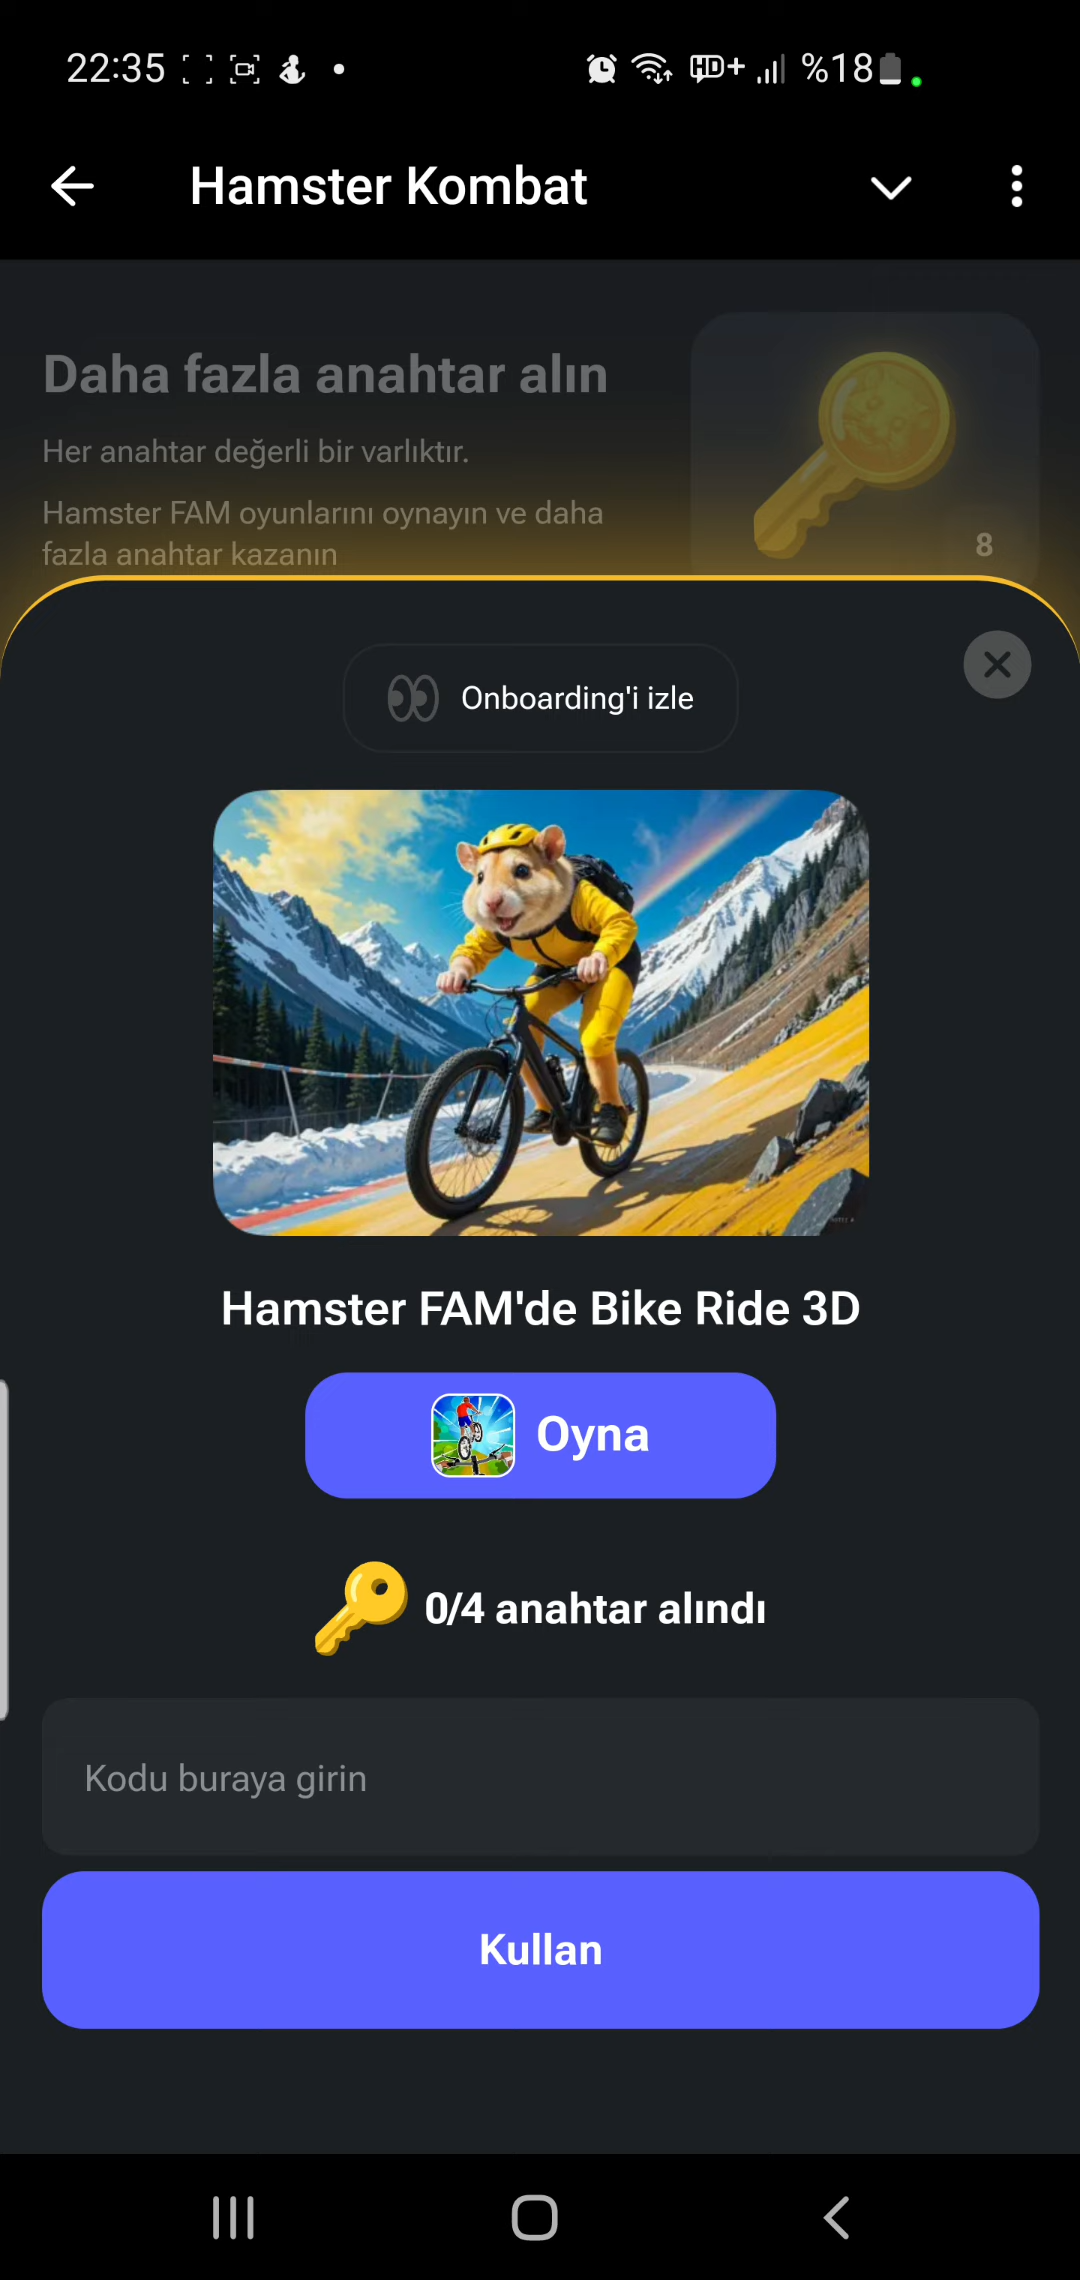 22:35
HD+ %18
Hamster Kombat
Daha fazla anahtar alın
Her anahtar değerli bir varlıktır.
Hamster FAM oyunlarını oynayın ve daha
fazla anahtar kazanın
8
Onboarding'i izle
Hamster FAM'de Bike Ride 3D
Oyna
0/4 anahtar alındı
Kodu buraya girin
Kullan